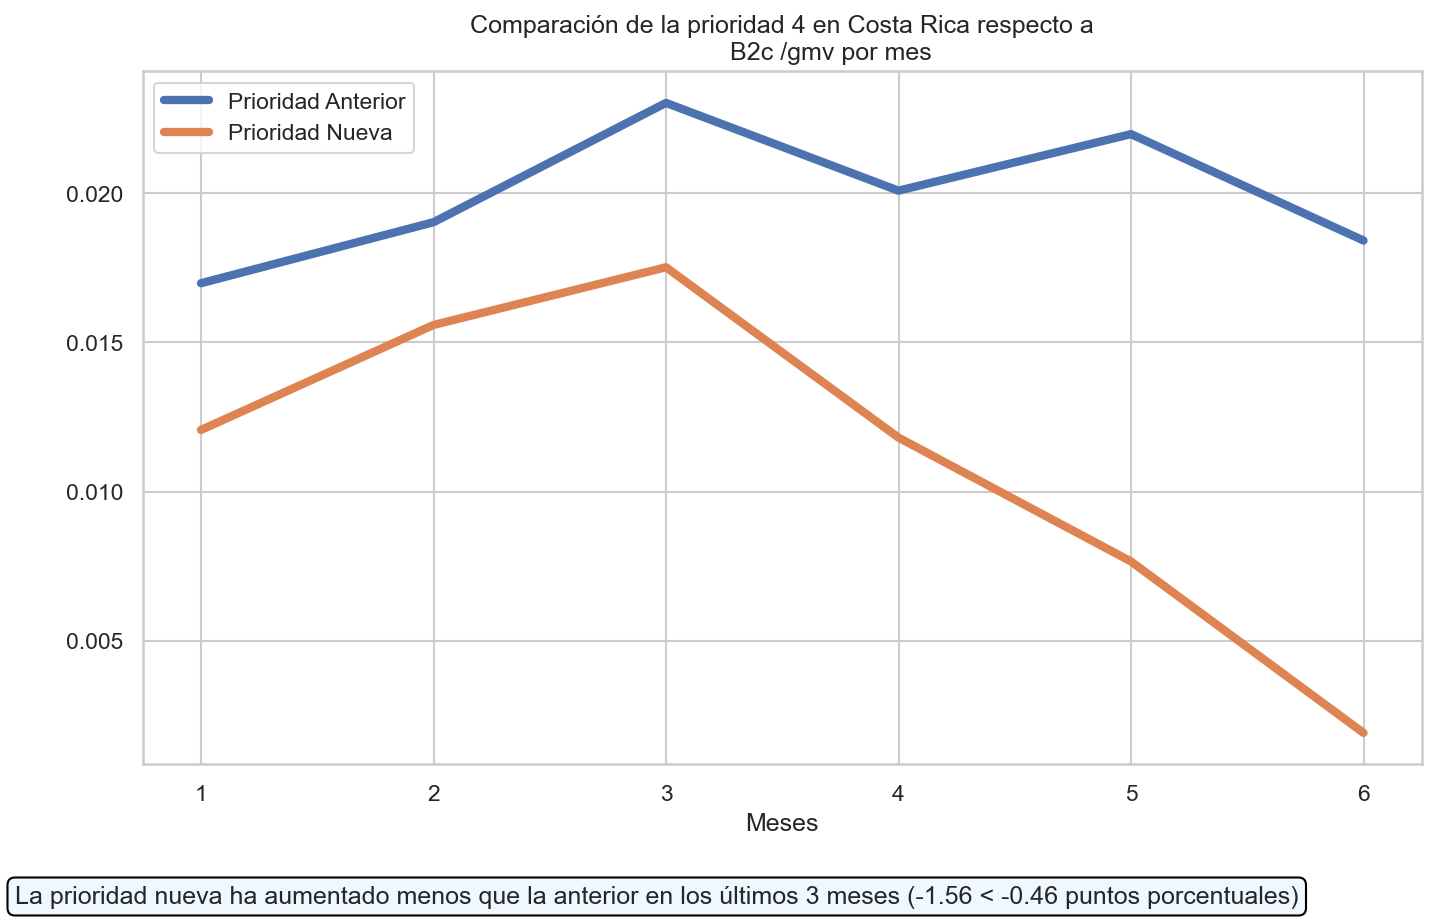 Comparación de la prioridad 4 en Costa Rica respecto a
B2c /gmv por mes
Prioridad Anterior
Prioridad Nueva
0.020
0.015
0.010
0.005
1 2 3 4 5 6
Meses
La prioridad nueva ha aumentado menos que la anterior en los últimos 3 meses (-1.56 < -0.46 puntos porcentuales)